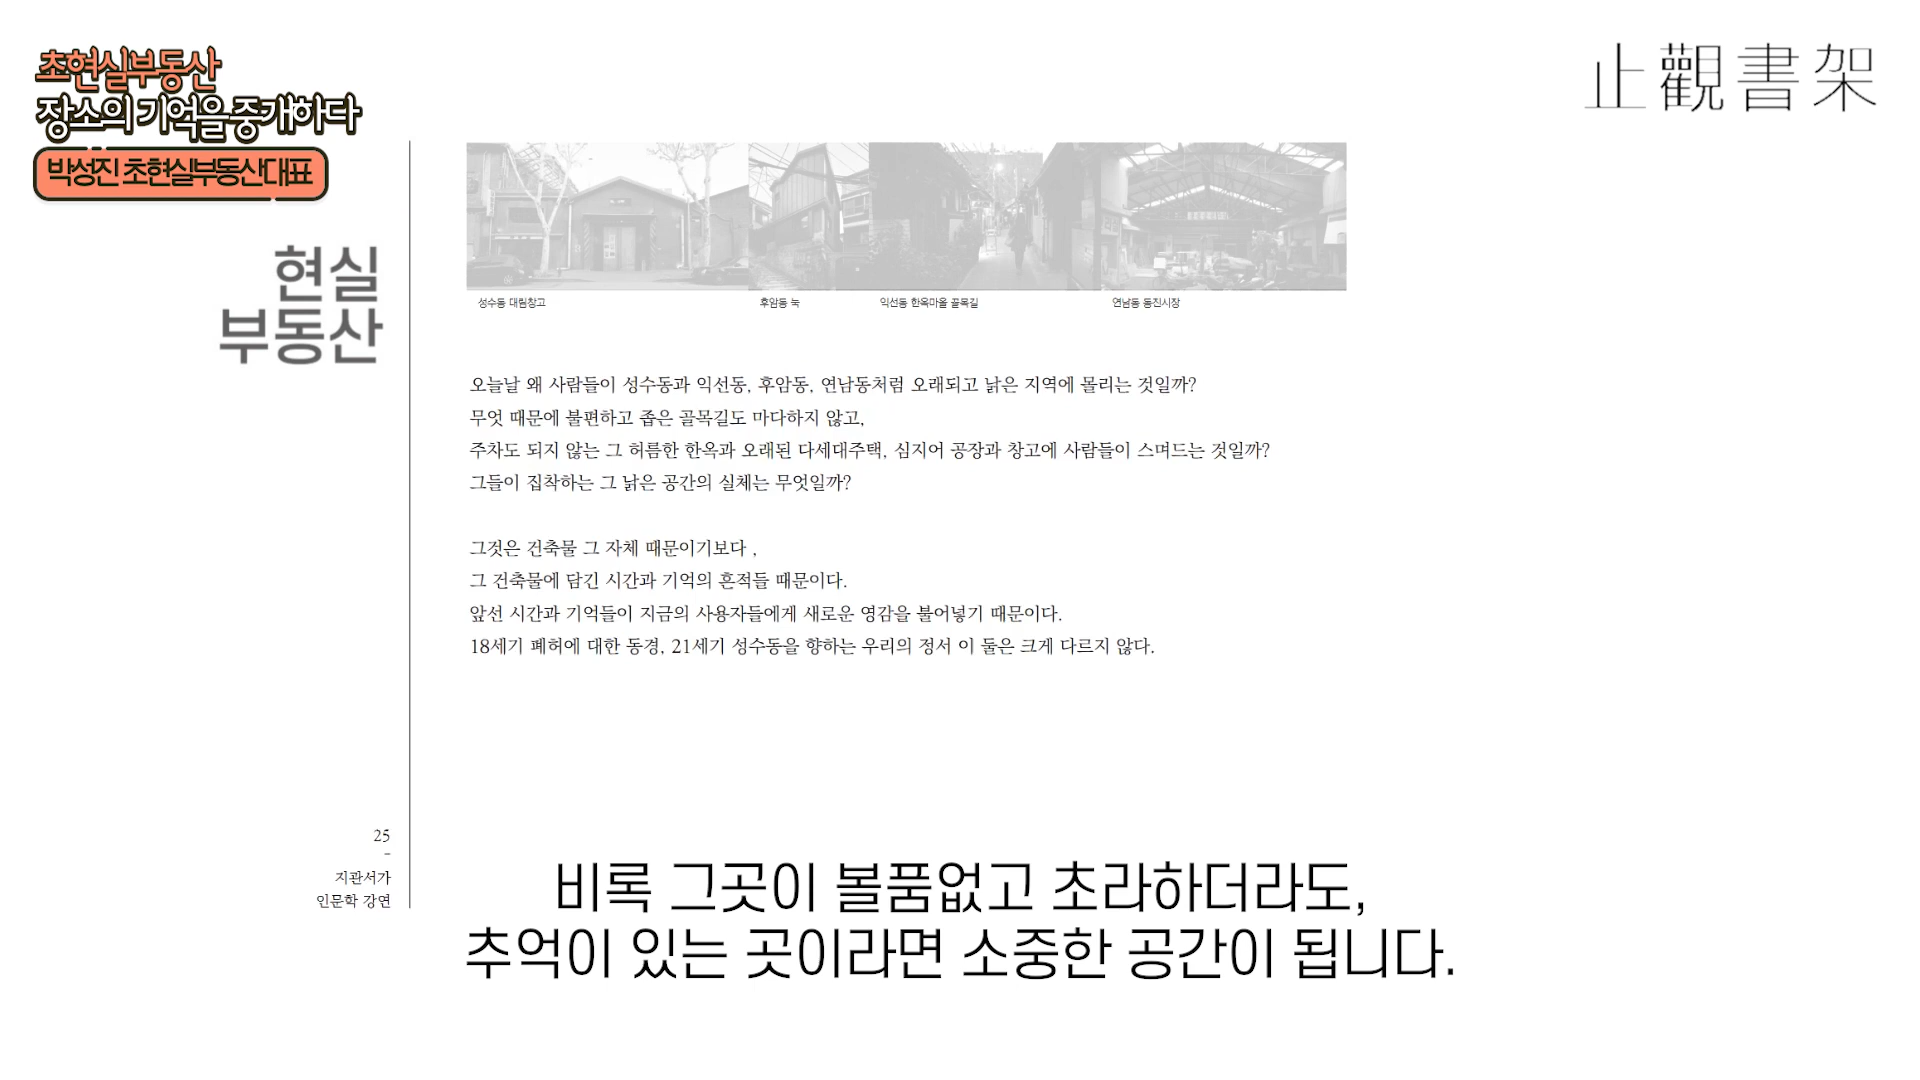 초현실부동산
장소의 기억을 중개하다
박성진 초현실부동산대표
止觀書架
현실
부동산
성수동 대림창고
후암동 눅
익선동 한옥마을 골목길
연남동 동진시장
오늘날 왜 사람들이 성수동과 익선동, 후암동, 연남동처럼 오래되고 낡은 지역에 몰리는 것일까?
무엇 때문에 불편하고 좁은 골목길도 마다하지 않고,
주차도 되지 않는 그 허름한 한옥과 오래된 다세대주택, 심지어 공장과 창고에 사람들이 스며드는 것일까?
그들이 집착하는 그 낡은 공간의 실체는 무엇일까?
그것은 건축물 그 자체 때문이기보다 ,
그 건축물에 담긴 시간과 기억의 흔적들 때문이다.
앞선 시간과 기억들이 지금의 사용자들에게 새로운 영감을 불어넣기 때문이다.
18세기 폐허에 대한 동경, 21세기 성수동을 향하는 우리의 정서 이 둘은 크게 다르지 않다.
25
-
지관서가
인문학 강연
비록 그곳이 볼품없고 초라하더라도,
추억이 있는 곳이라면 소중한 공간이 됩니다.